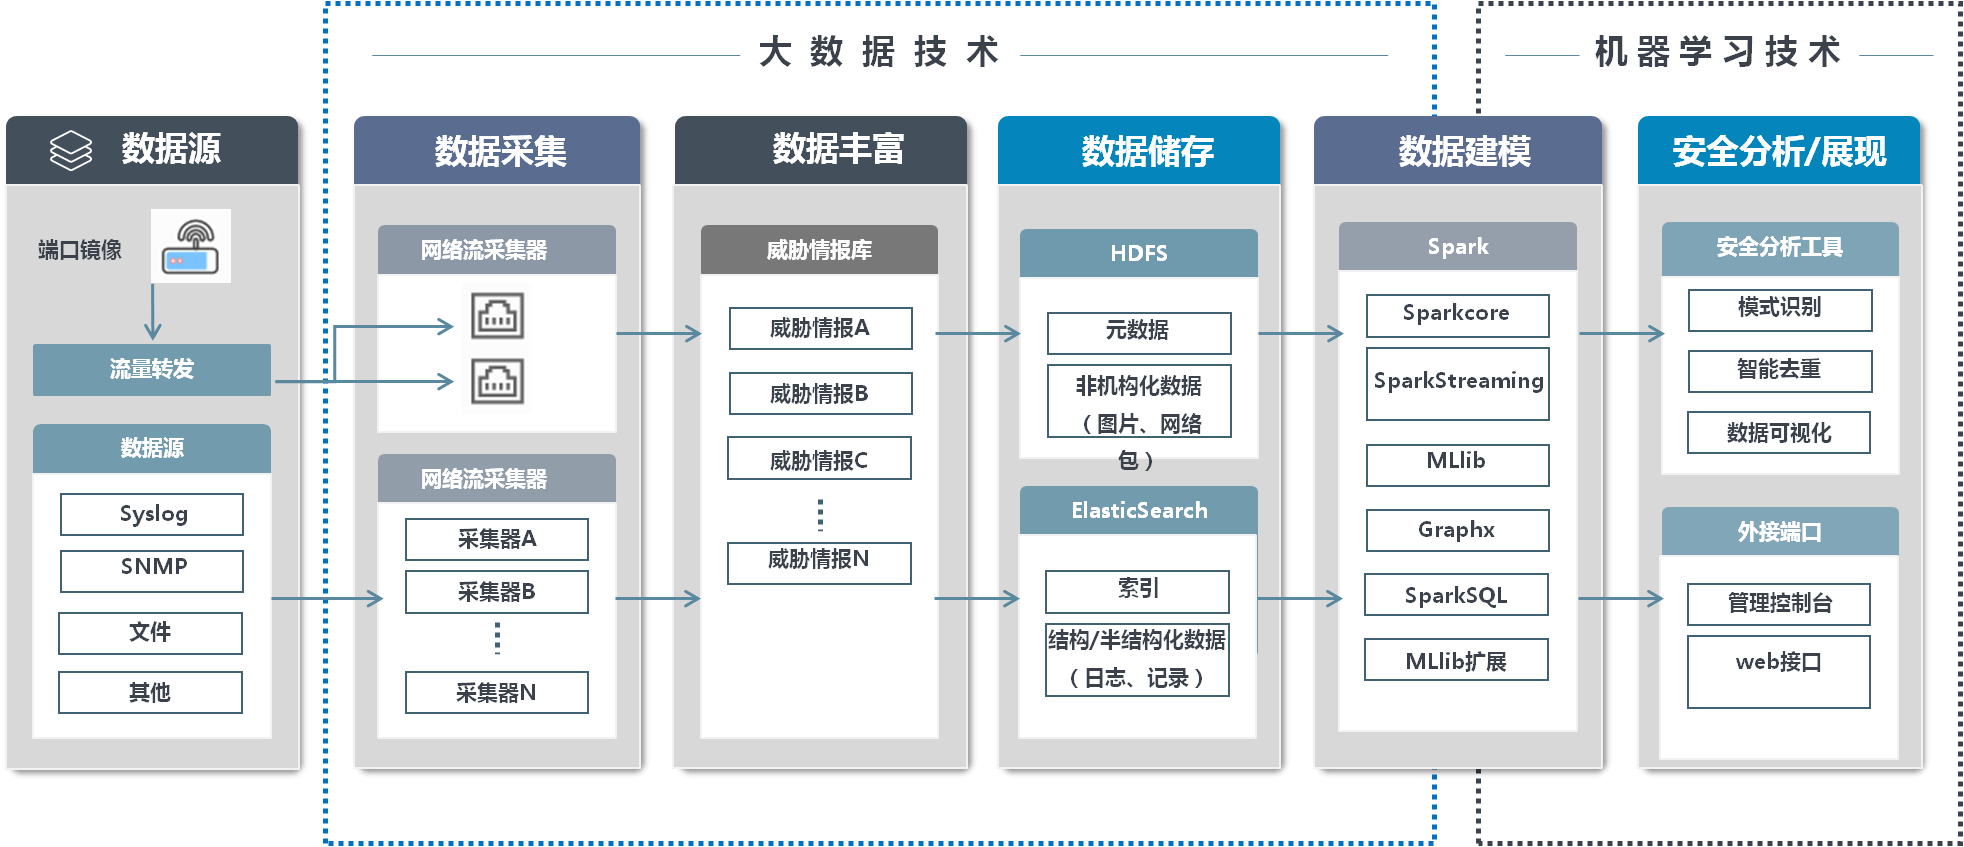 大数据技术
机器学习技术
数据源
端口镜像
流量转发
数据源
Syslog
SNMP
文件
其他
数据采集
网络流采集器
网络流采集器
采集器A
采集器B
采集器N
数据丰富
威胁情报库
威胁情报A
威胁情报B
威胁情报C
威胁情报N
数据储存
HDFS
元数据
非机构化数据
（图片、网络
包）
ElasticSearch
索引
结构/半结构化数据
（日志、记录）
数据建模
Spark
Sparkcore
SparkStreaming
MLlib
Graphx
SparkSQL
MLlib扩展
安全分析/展现
安全分析工具
模式识别
智能去重
数据可视化
外接端口
管理控制台
web接口